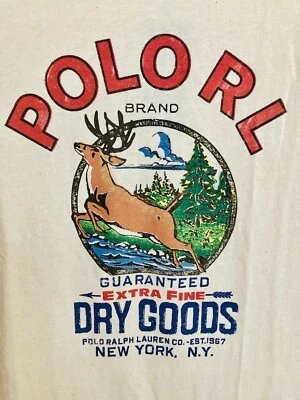 POLO RL
BRAND
GUARANTEED
EXTRA FINE
DRY GOODS
POLO RALPH LAUREN CO.-EST.1967
NEW YORK, N.Y.